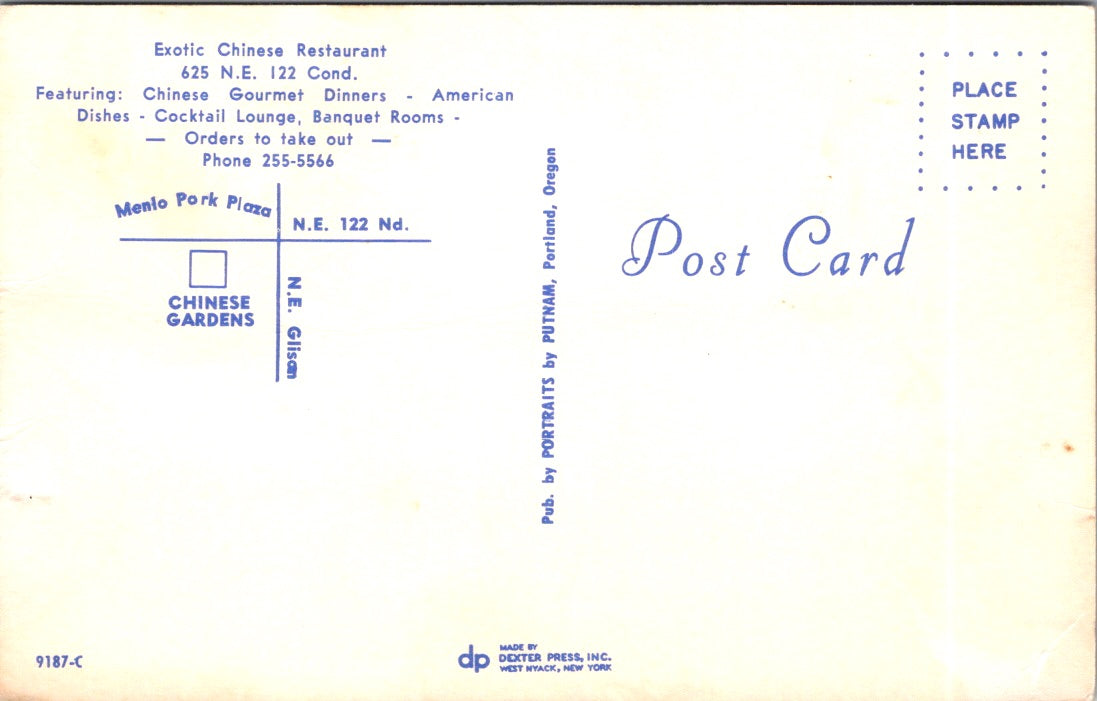 Exotic Chinese Restaurant
625 N.E. 122 Cond.
Featuring: Chinese Gourmet Dinners - American
Dishes - Cocktail Lounge, Banquet Rooms -
— Orders to take out —
Phone 255-5566
Menlo Pork Plaza
N.E. 122 Nd.
CHINESE
GARDENS
N.E. Glisan
Pub. by PORTRAITS by PUTNAM, Portland, Oregon
PLACE
STAMP
HERE
Post Card
9187-C
dp
MADE BY
DEXTER PRESS, INC.
WEST NYACK, NEW YORK